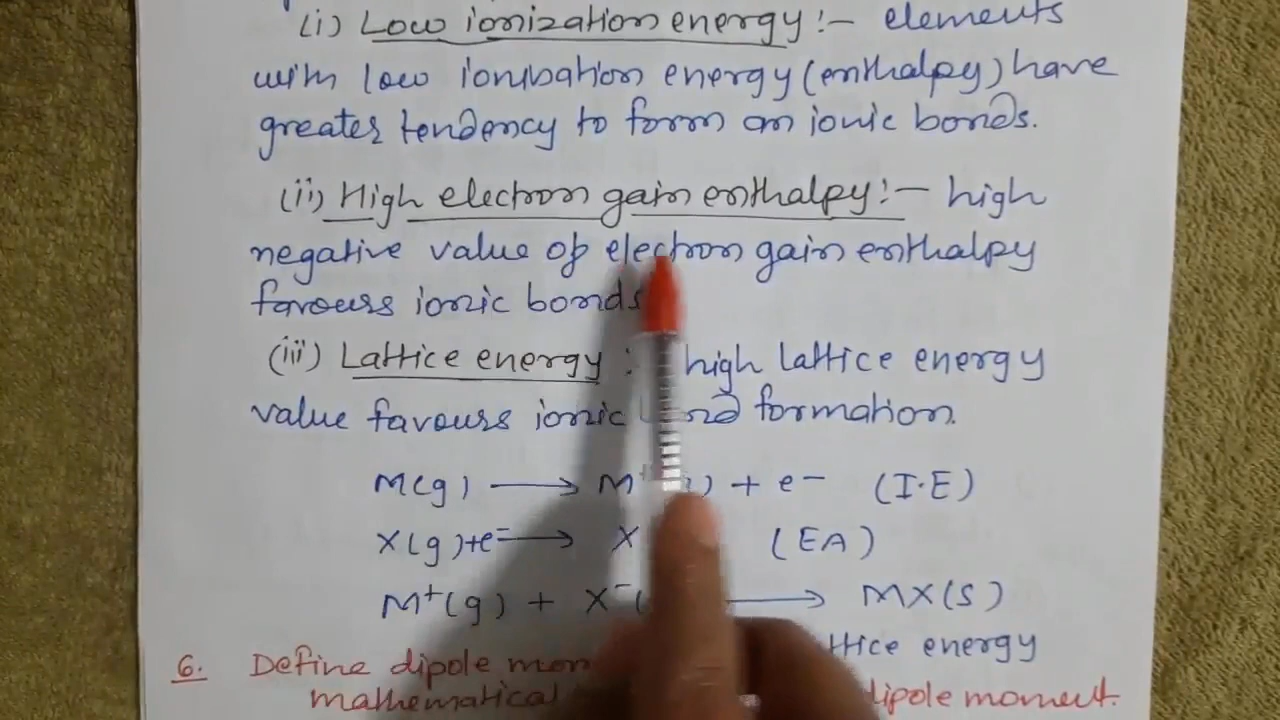 (i) Low ionization energy :- elements
with low ionisation energy (enthalpy) have
greater tendency to form an ionic bonds.
(ii) High electron gain enthalpy :- high
negative value of electron gain enthalpy
favours ionic bonds
(iii) Lattice energy : high lattice energy
value favours ionic formation.
M(g) → M+ + e- (I.E)
X(g)+e- → X (EA)
M+(g) + X-( → MX(s)
energy
6. Define dipole
mathematical dipole moment.